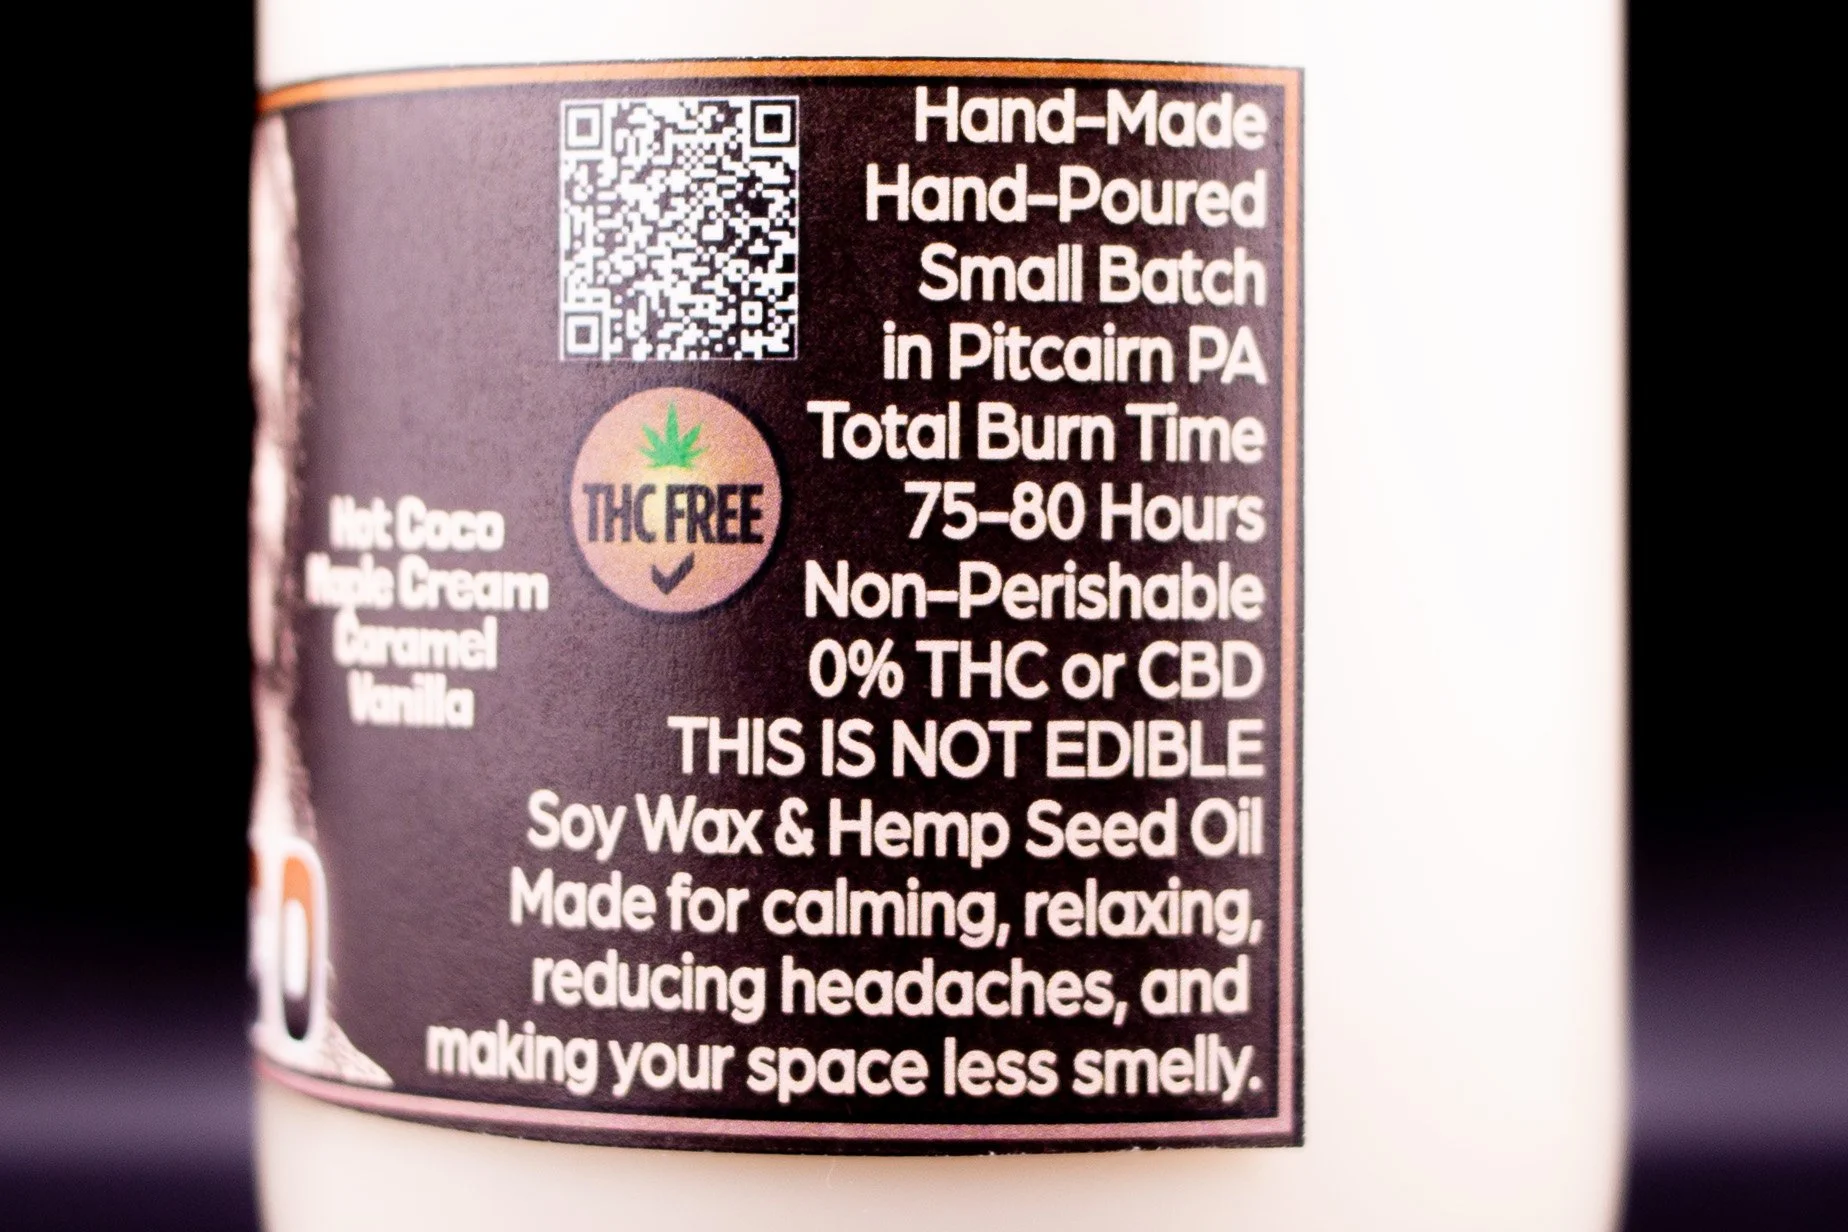 Hand-Made
Hand-Poured
Small Batch
in Pitcairn PA
Total Burn Time
75-80 Hours
Non-Perishable
0% THC or CBD
THIS IS NOT EDIBLE
Soy Wax & Hemp Seed Oil
Made for calming, relaxing,
reducing headaches, and
making your space less smelly.
THC FREE
Hot Coco
Maple Cream
Caramel
Vanilla